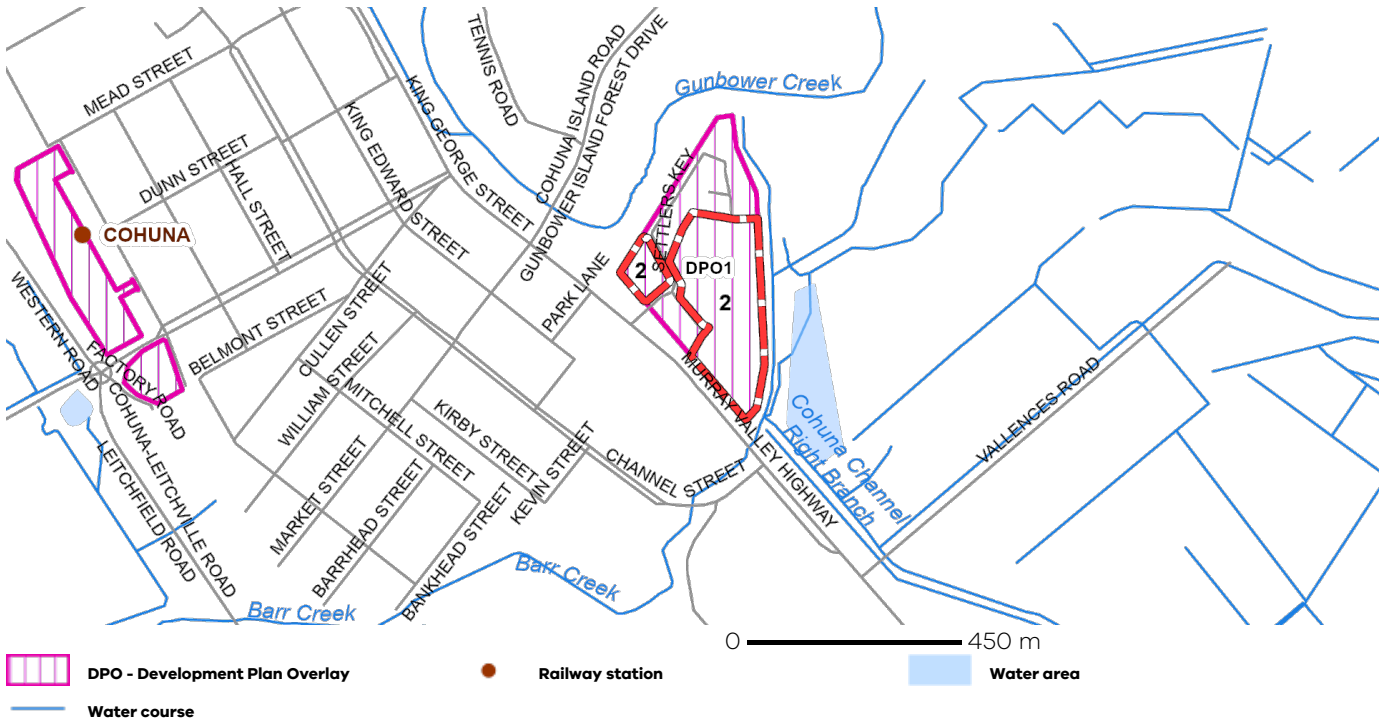 TENNIS ROAD
COHUNA ISLAND ROAD
GUNBOWER ISLAND FOREST DRIVE
Gunbower Creek
MEAD STREET
KING GEORGE STREET
KING EDWARD STREET
DUNN STREET
HALL STREET
SETTLERS KEY
COHUNA
PARK LANE
2
DPO1
2
WESTERN ROAD
BELMONT STREET
CULLEN STREET
FACTORY ROAD
WILLIAM STREET
MITCHELL STREET
KIRBY STREET
MURRAY VALLEY HIGHWAY
VALLENCES ROAD
Cohuna Channel
Right Branch
COHUNA-LEITCHVILLE ROAD
LEITCHFIELD ROAD
MARKET STREET
BARRHEAD STREET
BANKHEAD STREET
KEVIN STREET
CHANNEL STREET
Barr Creek
Barr Creek
0 450 m
DPO - Development Plan Overlay
Railway station
Water area
Water course